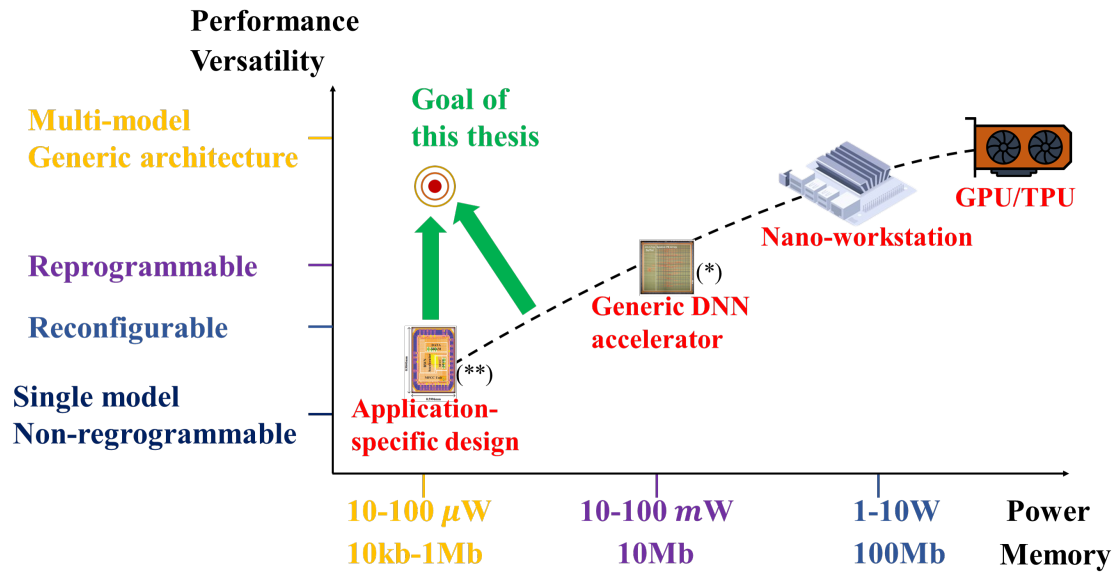 Performance
Versatility
Multi-model
Generic architecture
Goal of
this thesis
GPU/TPU
Nano-workstation
Reprogrammable
(*)
Generic DNN
accelerator
Reconfigurable
(**)
Single model
Non-regrogrammable
Application-
specific design
10-100 𝝁W
10-100 𝒎W
1-10W
Power
10kb-1Mb
10Mb
100Mb
Memory